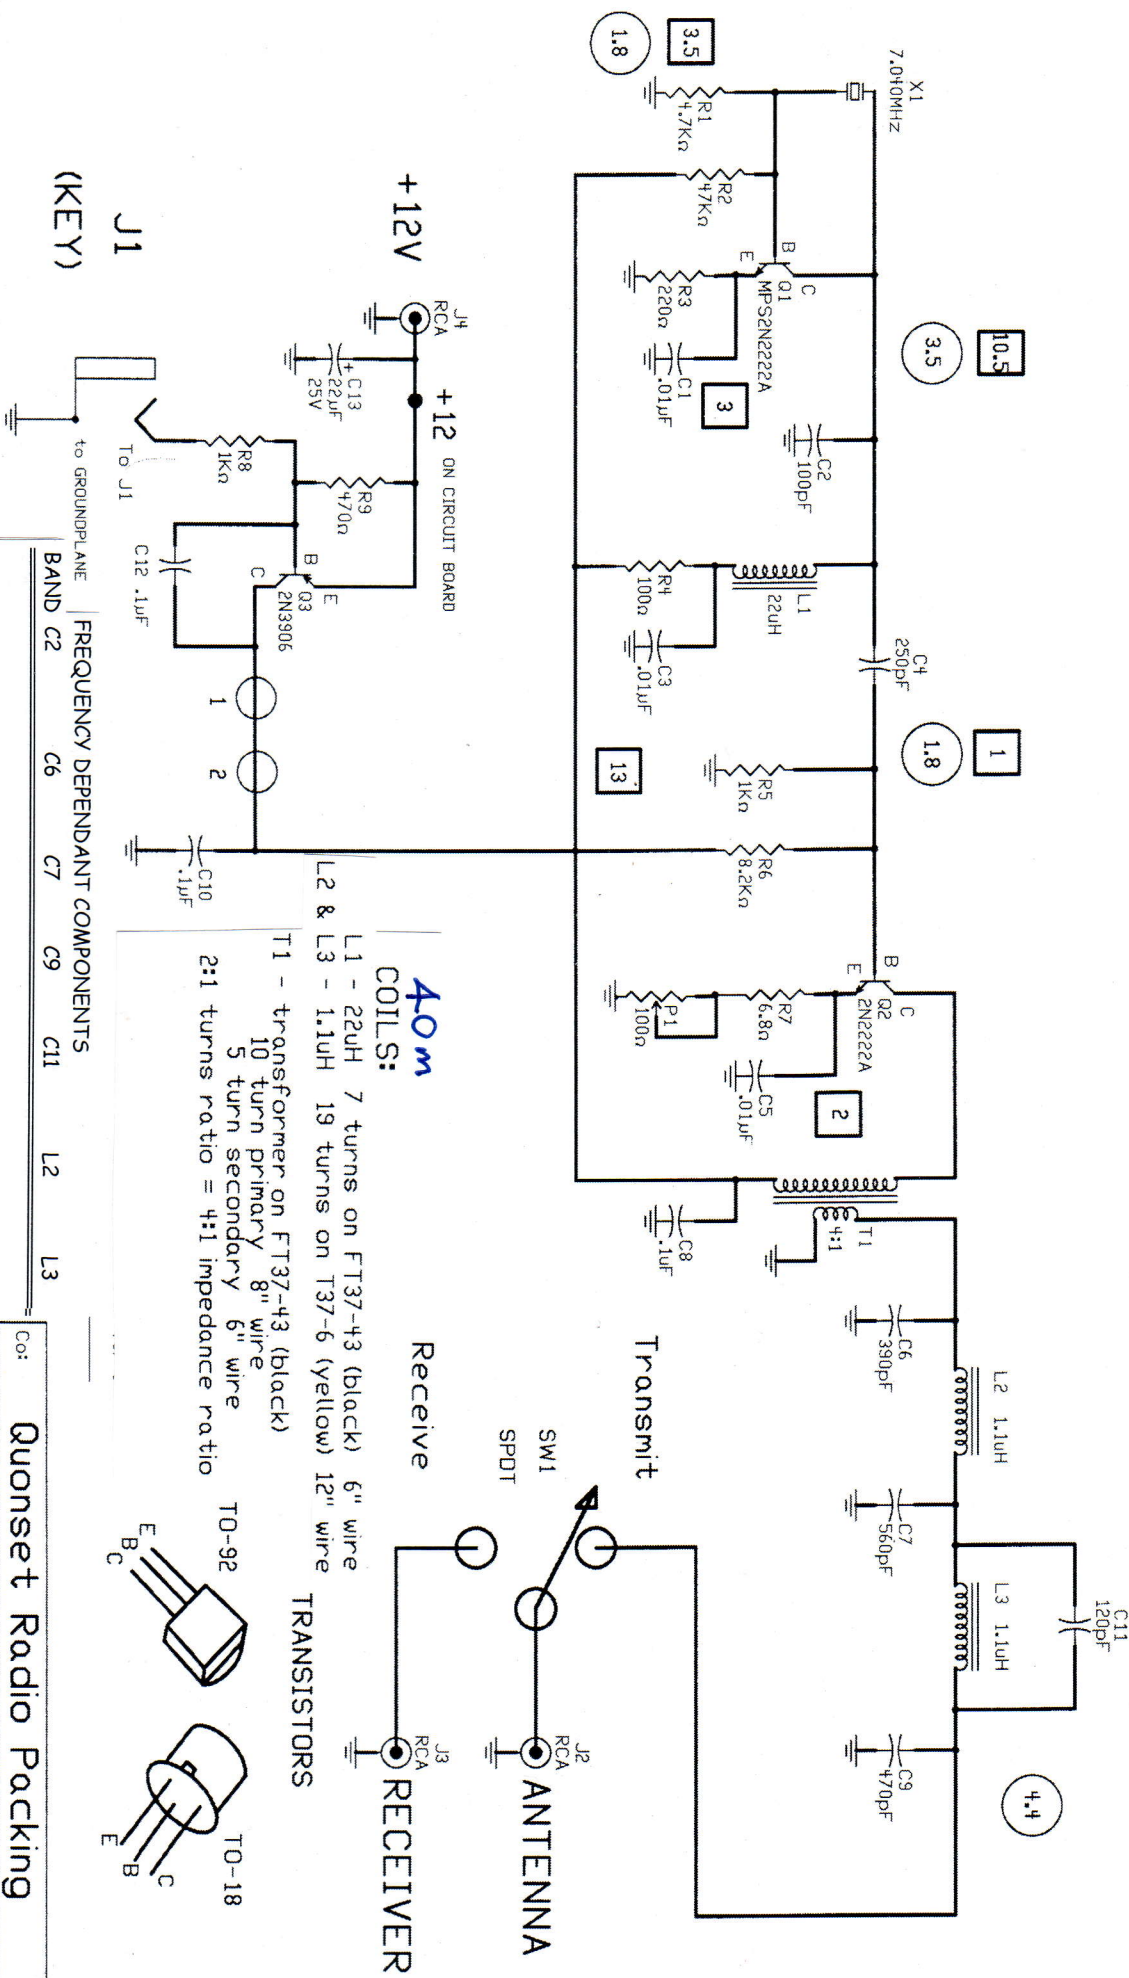 X1
7.040MHz
3.5
1.8
R1
4.7KΩ
R2
47KΩ
B
C
E
Q1
MPS2N2222A
R3
220Ω
C1
.01µF
3
10.5
3.5
C2
100pF
L1
22uH
R4
100Ω
C3
.01µF
C4
250pF
1
1.8
13
R5
1KΩ
R6
8.2KΩ
B
C
E
Q2
2N2222A
R7
6.8Ω
P1
100Ω
C5
.01µF
2
T1
4:1
C8
.1uF
C6
390pF
L2 1.1uH
C7
560pF
L3 1.1uH
C11
120pF
C9
470pF
4.4
Transmit
SW1
SPDT
Receive
J2
RCA
ANTENNA
J3
RCA
RECEIVER
+12V
J4
RCA
+12 ON CIRCUIT BOARD
+
C13
22µF
25V
R9
470Ω
R8
1KΩ
To J1
J1
(KEY)
to GROUNDPLANE
B
E
C
Q3
2N3906
C12 .1µF
1
2
C10
.1µF
40m
COILS:
L1 - 22uH 7 turns on FT37-43 (black) 6" wire
L2 & L3 - 1.1uH 19 turns on T37-6 (yellow) 12" wire
T1 - transformer on FT37-43 (black)
10 turn primary 8" wire
5 turn secondary 6" wire
2:1 turns ratio = 4:1 impedance ratio
TRANSISTORS
TO-92
E
B
C
TO-18
E
B
C
FREQUENCY DEPENDANT COMPONENTS
BAND C2 C6 C7 C9 C11 L2 L3
Co:
Quonset Radio Packing